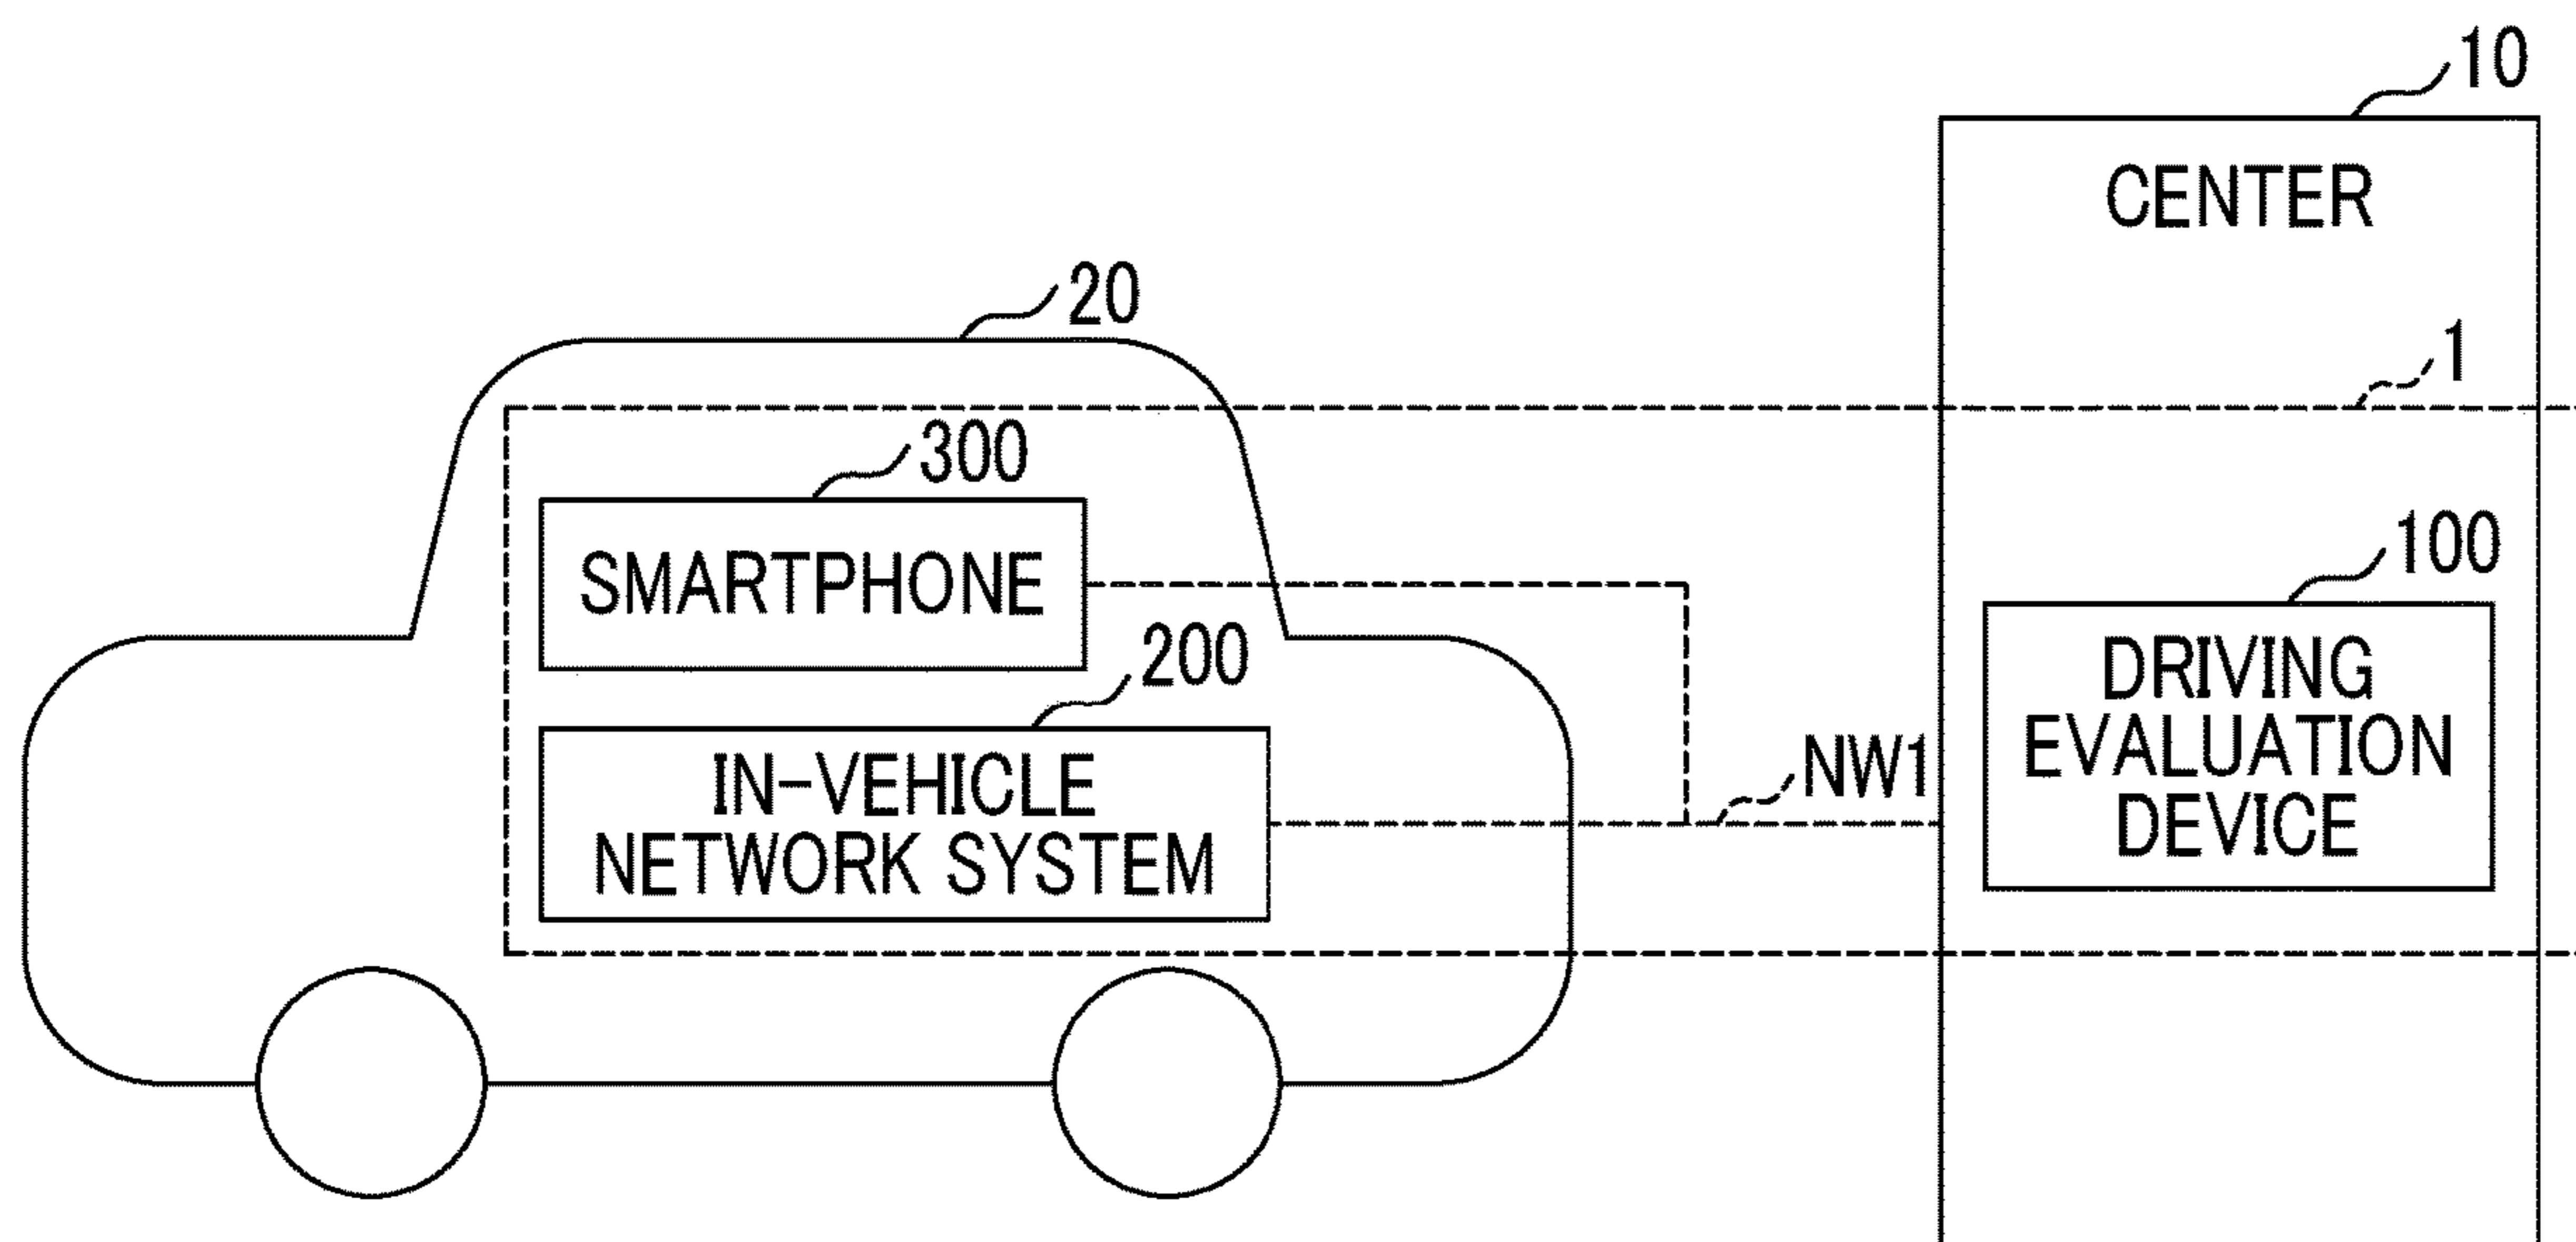 10
CENTER
20
1
300
SMARTPHONE
100
200
DRIVING
EVALUATION
DEVICE
IN-VEHICLE
NETWORK SYSTEM
NW1